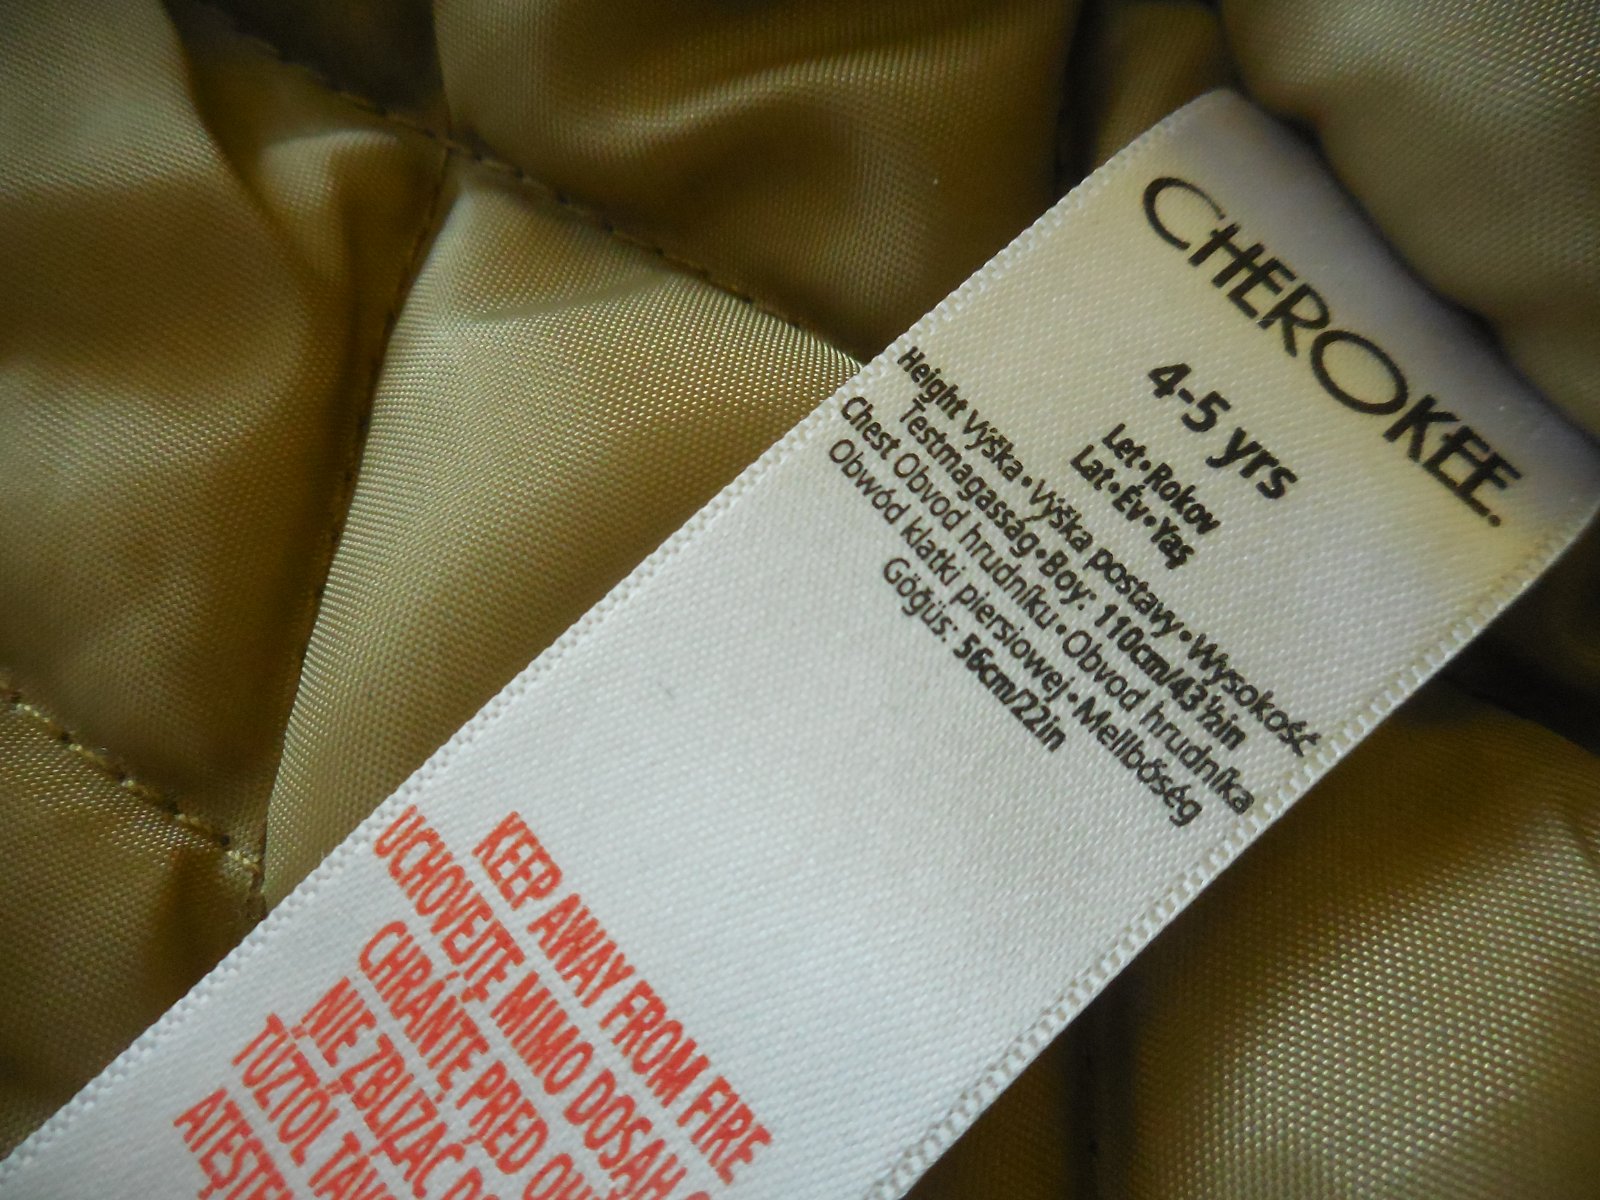 CHEROKEE.
4-5 yrs
Let•Rokov
Lat•Év•Yaş
Height Výška•Výška postavy•Wysokość
Testmagasság•Boy: 110cm/43½in
Chest Obvod hrudníku•Obvod hrudníka
Obwód klatki piersiowej•Mellbőség
Göğüs: 56cm/22in
KEEP AWAY FROM FIRE
UCHOVEJTE MIMO DOSAH
CHRÁŇTE PRED
NIE ZBLIŻAĆ
TŰZTŐL